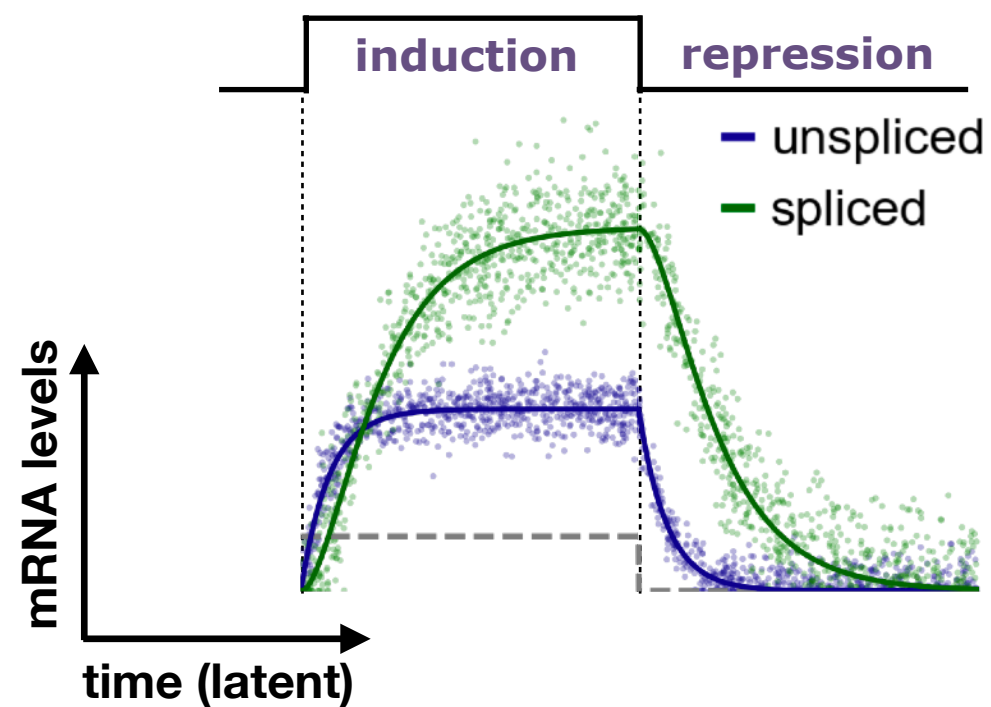 induction
repression
unspliced
spliced
mRNA levels
time (latent)